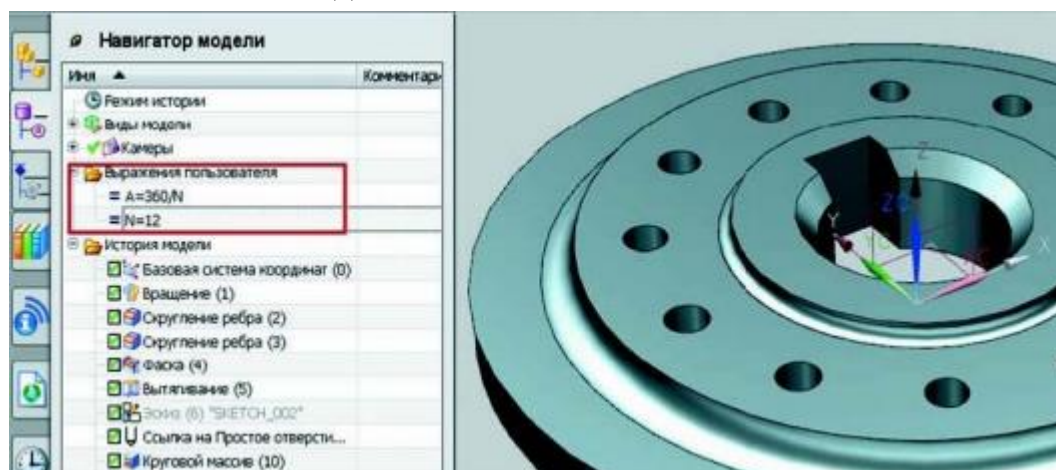 Навигатор модели
Имя Комментари
Режим истории
Виды модели
Камеры
Выражения пользователя
A=360/N
N=12
История модели
Базовая система координат (0)
Вращение (1)
Скругление ребра (2)
Скругление ребра (3)
Фаска (4)
Вытягивание (5)
Эскиз (6) "SKETCH_002"
Ссылка на Простое отверсти...
Круговой массив (10)
Z
Y
X